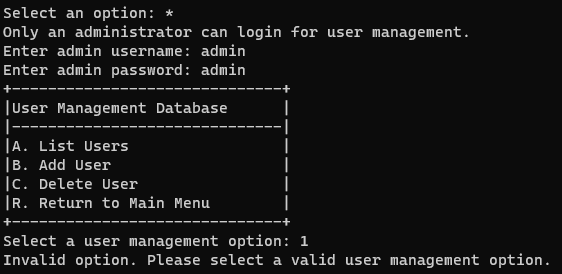 Select an option: *
Only an administrator can login for user management.
Enter admin username: admin
Enter admin password: admin
+------------------------------+
|User Management Database      |
|------------------------------|
|A. List Users                 |
|B. Add User                   |
|C. Delete User                |
|R. Return to Main Menu        |
+------------------------------+
Select a user management option: 1
Invalid option. Please select a valid user management option.